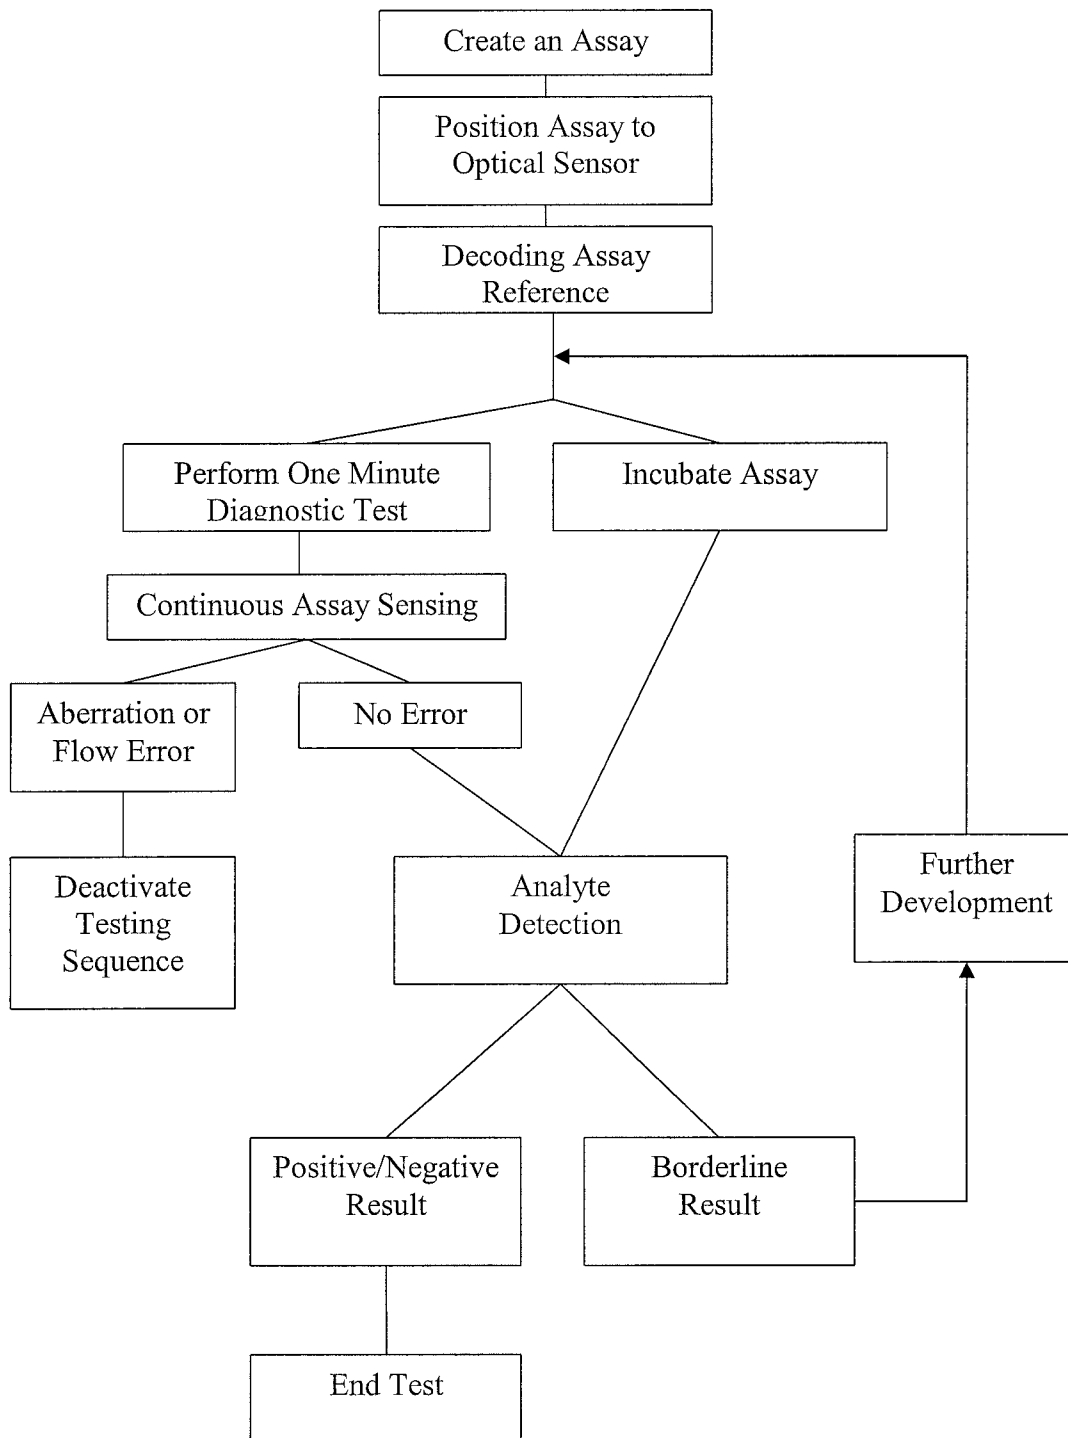 Create an Assay
Position Assay to
Optical Sensor
Decoding Assay
Reference
Perform One Minute
Diagnostic Test
Incubate Assay
Continuous Assay Sensing
Aberration or
Flow Error
No Error
Deactivate
Testing
Sequence
Analyte
Detection
Further
Development
Positive/Negative
Result
Borderline
Result
End Test